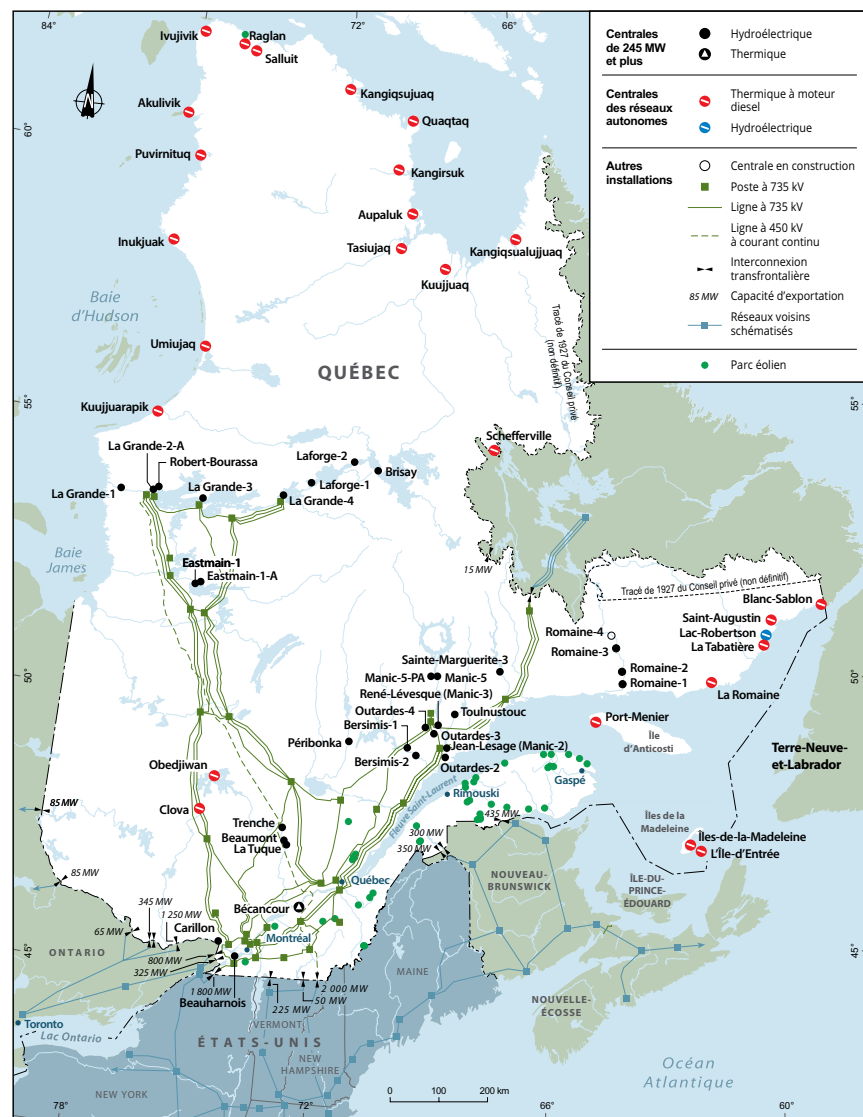 84°
72°
66°
Centrales
de 245 MW
et plus
Hydroélectrique
Thermique
Centrales
des réseaux
autonomes
Thermique à moteur
diesel
Hydroélectrique
Autres
installations
Centrale en construction
Poste à 735 kV
Ligne à 735 kV
Ligne à 450 kV
à courant continu
Interconnexion
transfrontalière
85 MW
Capacité d'exportation
Réseaux voisins
schématisés
Parc éolien
Ivujivik
Raglan
Salluit
Kangiqsujuaq
Akulivik
Quaqtaq
60°
Puvirnituq
Kangirsuk
Aupaluk
Inukjuak
Tasiujaq
Kangiqsualujjuaq
Kuujjuaq
Baie
d'Hudson
Tracé de 1927 du Conseil privé
(non définitif)
Umiujaq
QUÉBEC
55°
55°
Kuujjuarapik
Schefferville
La Grande-2-A
Robert-Bourassa
Laforge-2
Brisay
La Grande-1
La Grande-3
Laforge-1
La Grande-4
Baie
James
Eastmain-1
Eastmain-1-A
15 MW
Tracé de 1927 du Conseil privé (non définitif)
Blanc-Sablon
Saint-Augustin
Lac-Robertson
La Tabatière
Romaine-4
Romaine-3
Sainte-Marguerite-3
50°
50°
Manic-5-PA
Manic-5
Romaine-2
Romaine-1
La Romaine
René-Lévesque (Manic-3)
Outardes-4
Toulnustouc
Bersimis-1
Port-Menier
Péribonka
Outardes-3
Île
d'Anticosti
Jean-Lesage (Manic-2)
Bersimis-2
Outardes-2
Terre-Neuve-
et-Labrador
Obedjiwan
Gaspé
Rimouski
Fleuve Saint-Laurent
85 MW
Clova
435 MW
Îles de la
Madeleine
Trenche
Beaumont
La Tuque
300 MW
350 MW
Îles-de-la-Madeleine
L'Île-d'Entrée
85 MW
Québec
NOUVEAU-
BRUNSWICK
ÎLE-DU-
PRINCE-
ÉDOUARD
Bécancour
345 MW
1 250 MW
65 MW
Carillon
Montréal
45°
45°
ONTARIO
800 MW
325 MW
1 800 MW
Beauharnois
2 000 MW
50 MW
225 MW
MAINE
NOUVELLE-
ÉCOSSE
Toronto
Lac Ontario
VERMONT
ÉTATS-UNIS
NEW
HAMPSHIRE
NEW YORK
Océan
Atlantique
0
100
200 km
78°
72°
66°
60°